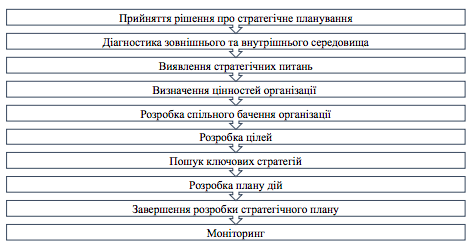 Прийняття рішення про стратегічне планування
Діагностика зовнішнього та внутрішнього середовища
Виявлення стратегічних питань
Визначення цінностей організації
Розробка спільного бачення організації
Розробка цілей
Пошук ключових стратегій
Розробка плану дій
Завершення розробки стратегічного плану
Моніторинг